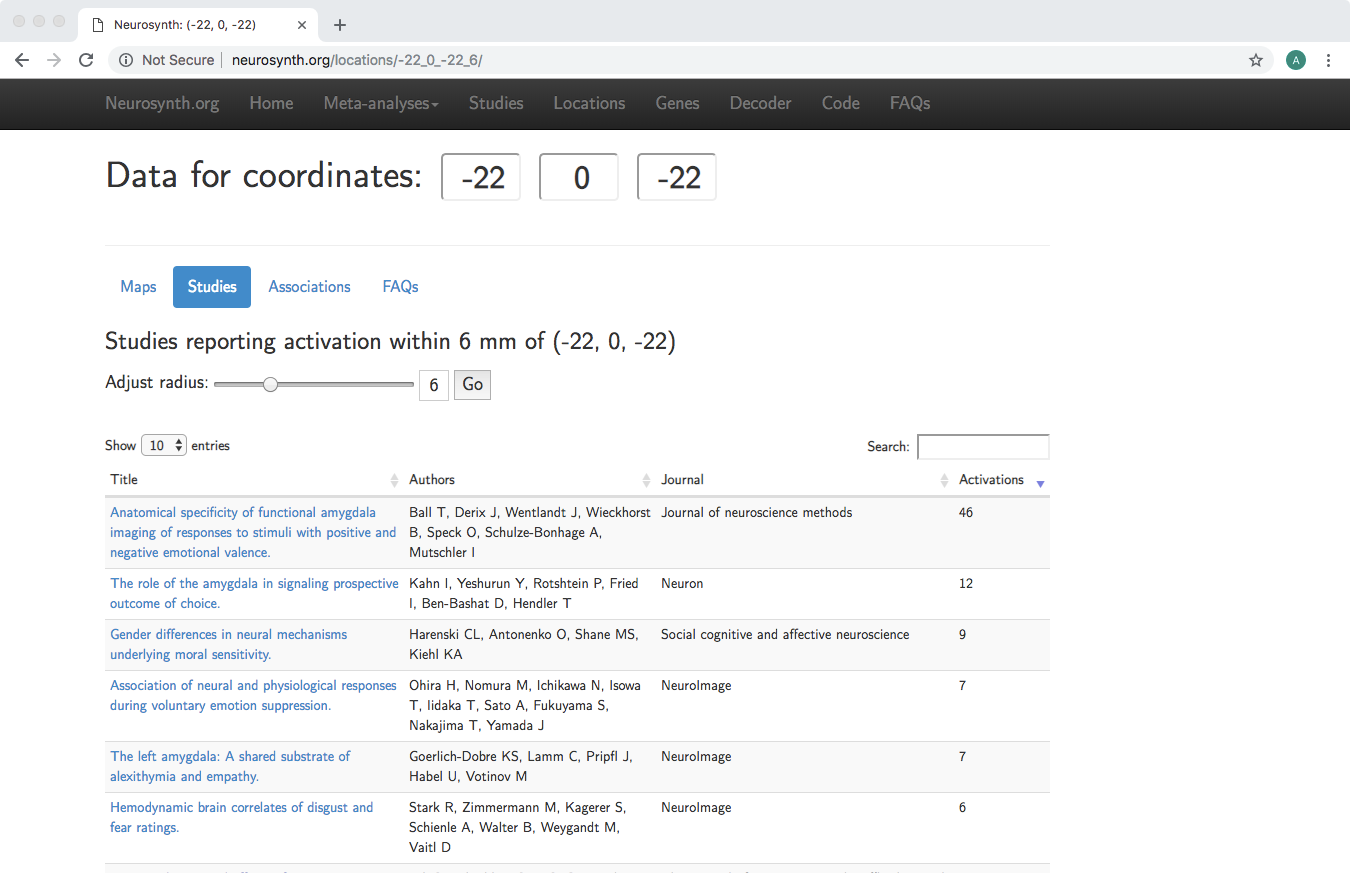 Neurosynth: (-22, 0, -22)
Not Secure neurosynth.org/locations/-22_0_-22_6/
A
Neurosynth.org Home Meta-analyses Studies Locations Genes Decoder Code FAQs
Data for coordinates: -22 0 -22
Maps Studies Associations FAQs
Studies reporting activation within 6 mm of (-22, 0, -22)
Adjust radius: 6 Go
Show 10 entries Search:
Title Authors Journal Activations
Anatomical specificity of functional amygdala
imaging of responses to stimuli with positive and
negative emotional valence.
Ball T, Derix J, Wentlandt J, Wieckhorst
B, Speck O, Schulze-Bonhage A,
Mutschler I
Journal of neuroscience methods
46
The role of the amygdala in signaling prospective
outcome of choice.
Kahn I, Yeshurun Y, Rotshtein P, Fried
I, Ben-Bashat D, Hendler T
Neuron
12
Gender differences in neural mechanisms
underlying moral sensitivity.
Harenski CL, Antonenko O, Shane MS,
Kiehl KA
Social cognitive and affective neuroscience
9
Association of neural and physiological responses
during voluntary emotion suppression.
Ohira H, Nomura M, Ichikawa N, Isowa
T, Iidaka T, Sato A, Fukuyama S,
Nakajima T, Yamada J
NeuroImage
7
The left amygdala: A shared substrate of
alexithymia and empathy.
Goerlich-Dobre KS, Lamm C, Pripfl J,
Habel U, Votinov M
NeuroImage
7
Hemodynamic brain correlates of disgust and
fear ratings.
Stark R, Zimmermann M, Kagerer S,
Schienle A, Walter B, Weygandt M,
Vaitl D
NeuroImage
6